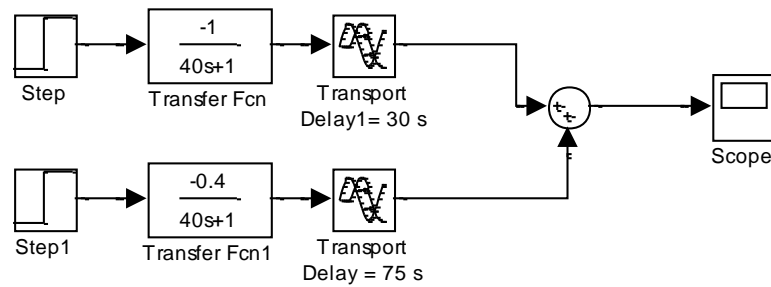 -1
40s+1
Step
Transfer Fcn
Transport
Delay1= 30 s
Scope
-0.4
40s+1
Step1
Transfer Fcn1
Transport
Delay = 75 s